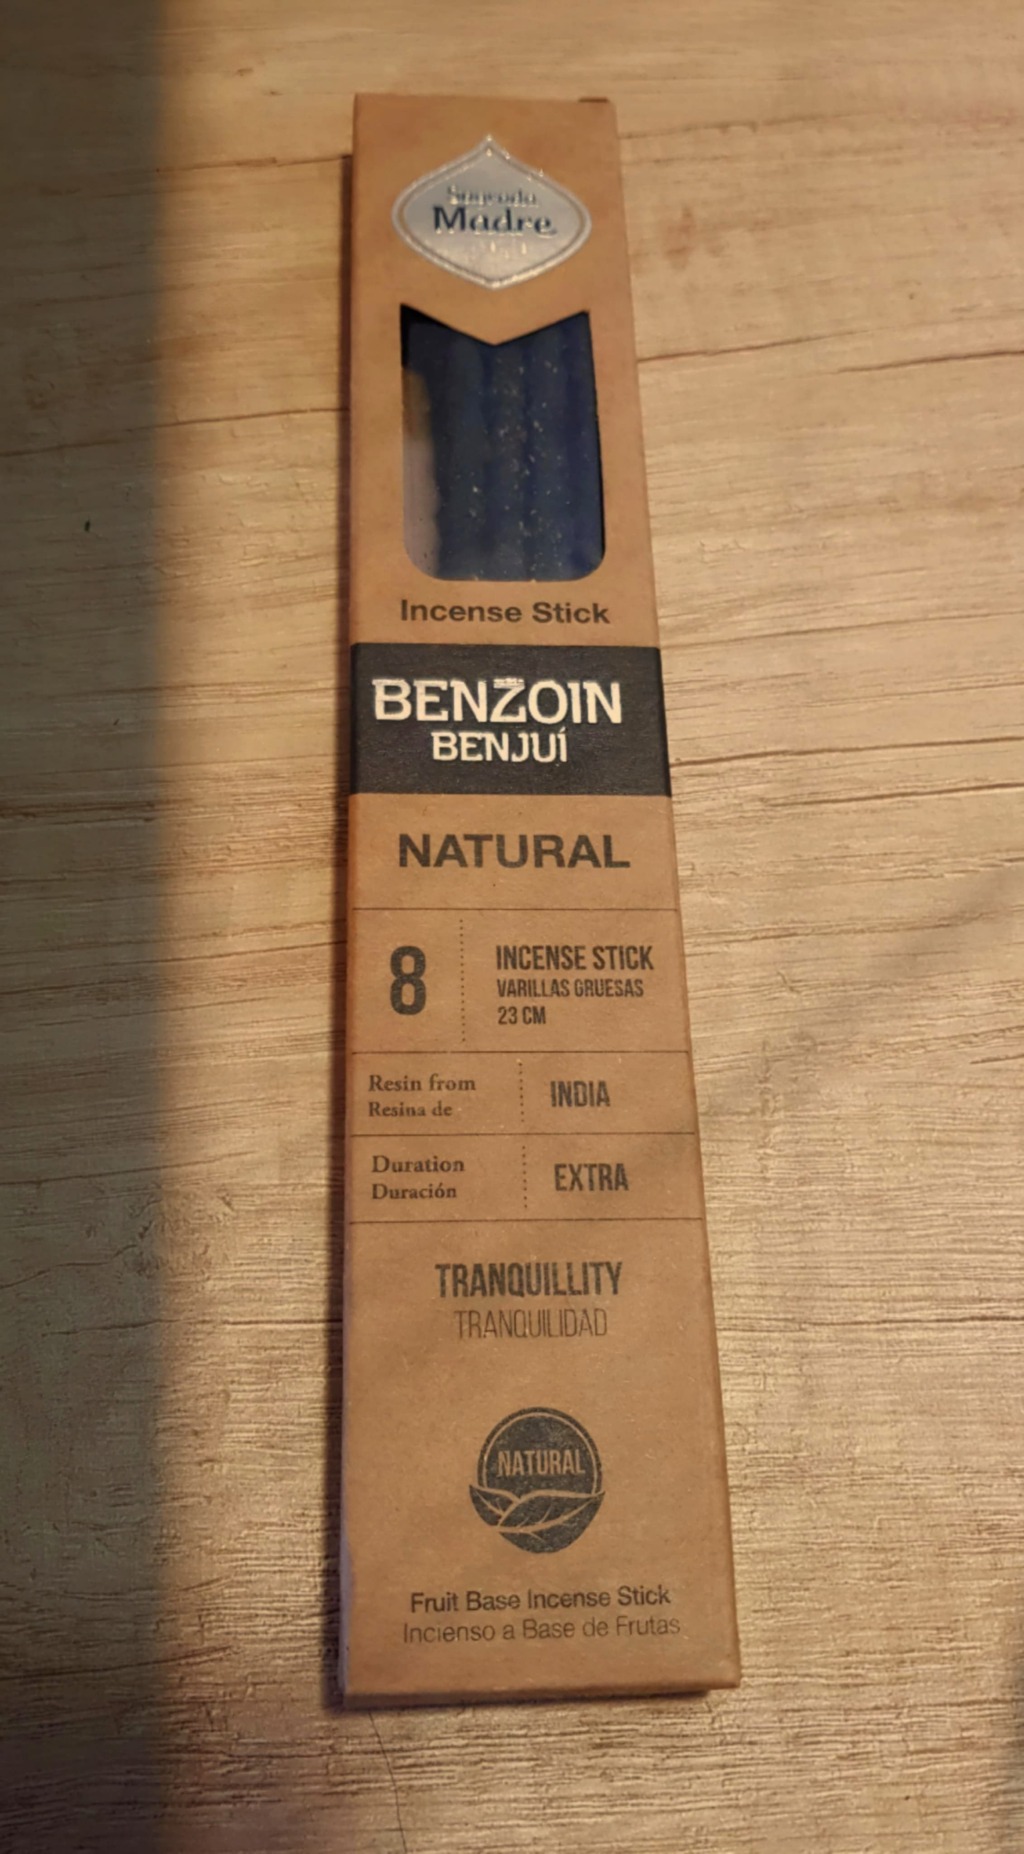 Sagrada
Madre
Incense Stick
BENZOIN
BENJUÍ
NATURAL
8
INCENSE STICK
VARILLAS GRUESAS
23 CM
Resin from
Resina de
INDIA
Duration
Duración
EXTRA
TRANQUILLITY
TRANQUILIDAD
NATURAL
Fruit Base Incense Stick
Incienso a Base de Frutas